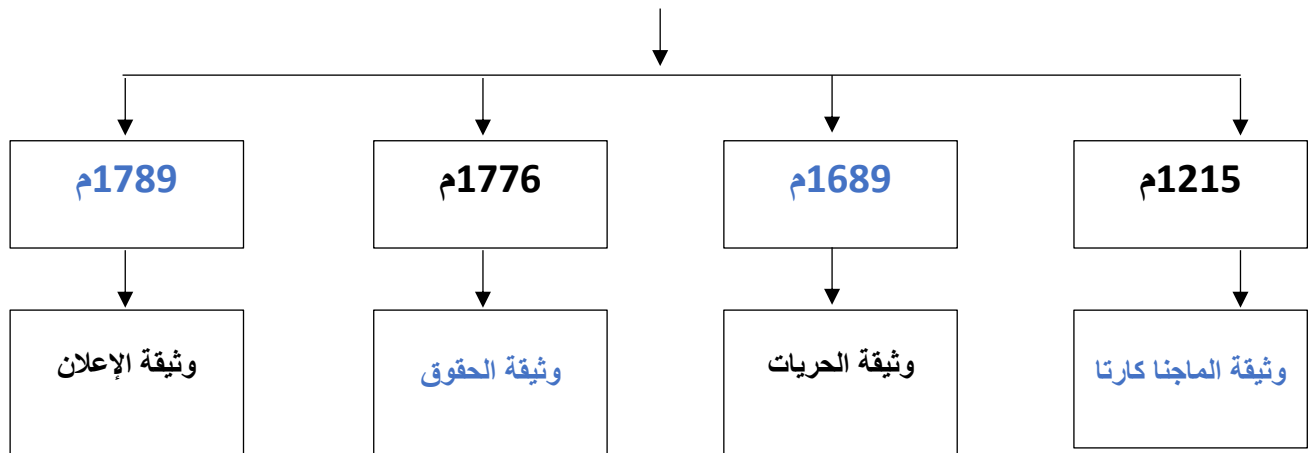 1215م
1689م
1776م
1789م
وثيقة الماجنا كارتا
وثيقة الحريات
وثيقة الحقوق
وثيقة الإعلان